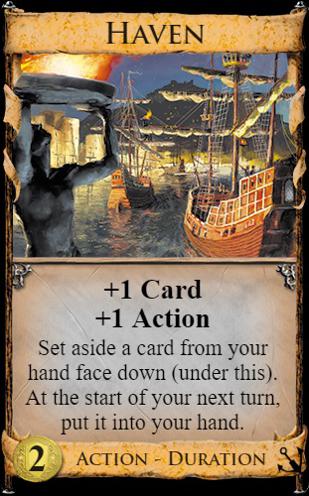 HAVEN
+1 Card
+1 Action
Set aside a card from your
hand face down (under this).
At the start of your next turn,
put it into your hand.
2 ACTION - DURATION